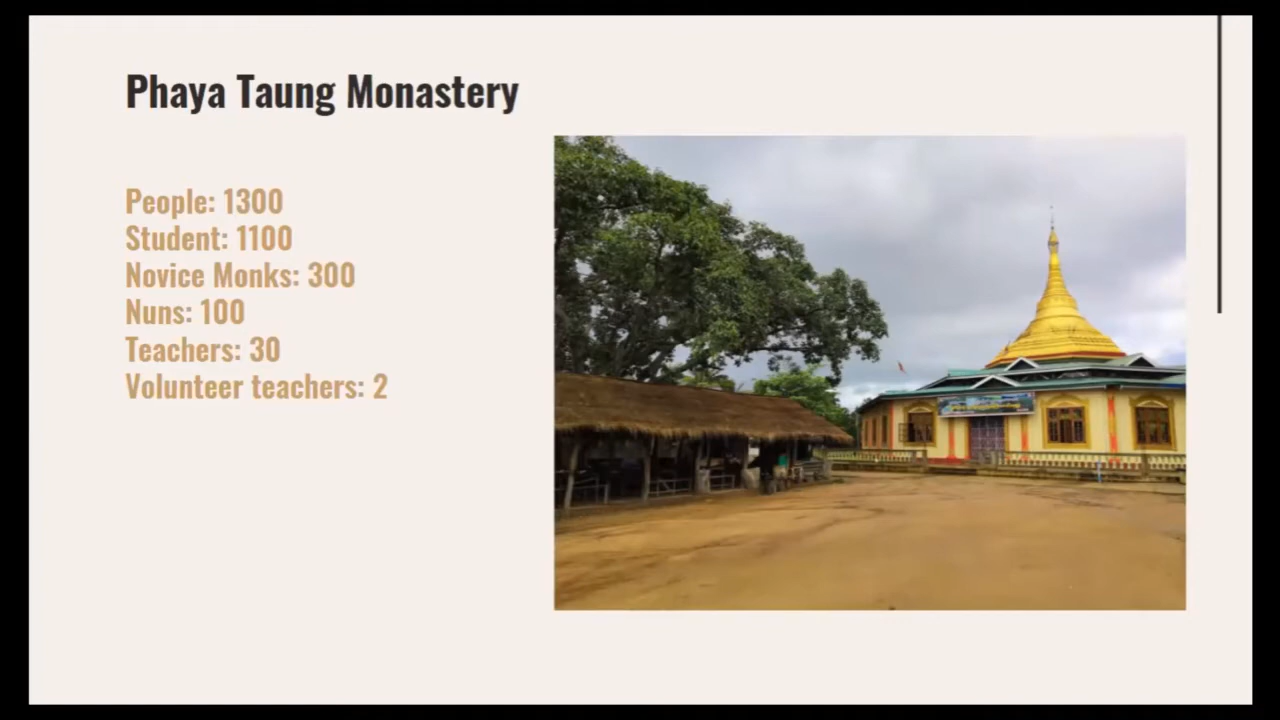 Phaya Taung Monastery
People: 1300
Student: 1100
Novice Monks: 300
Nuns: 100
Teachers: 30
Volunteer teachers: 2